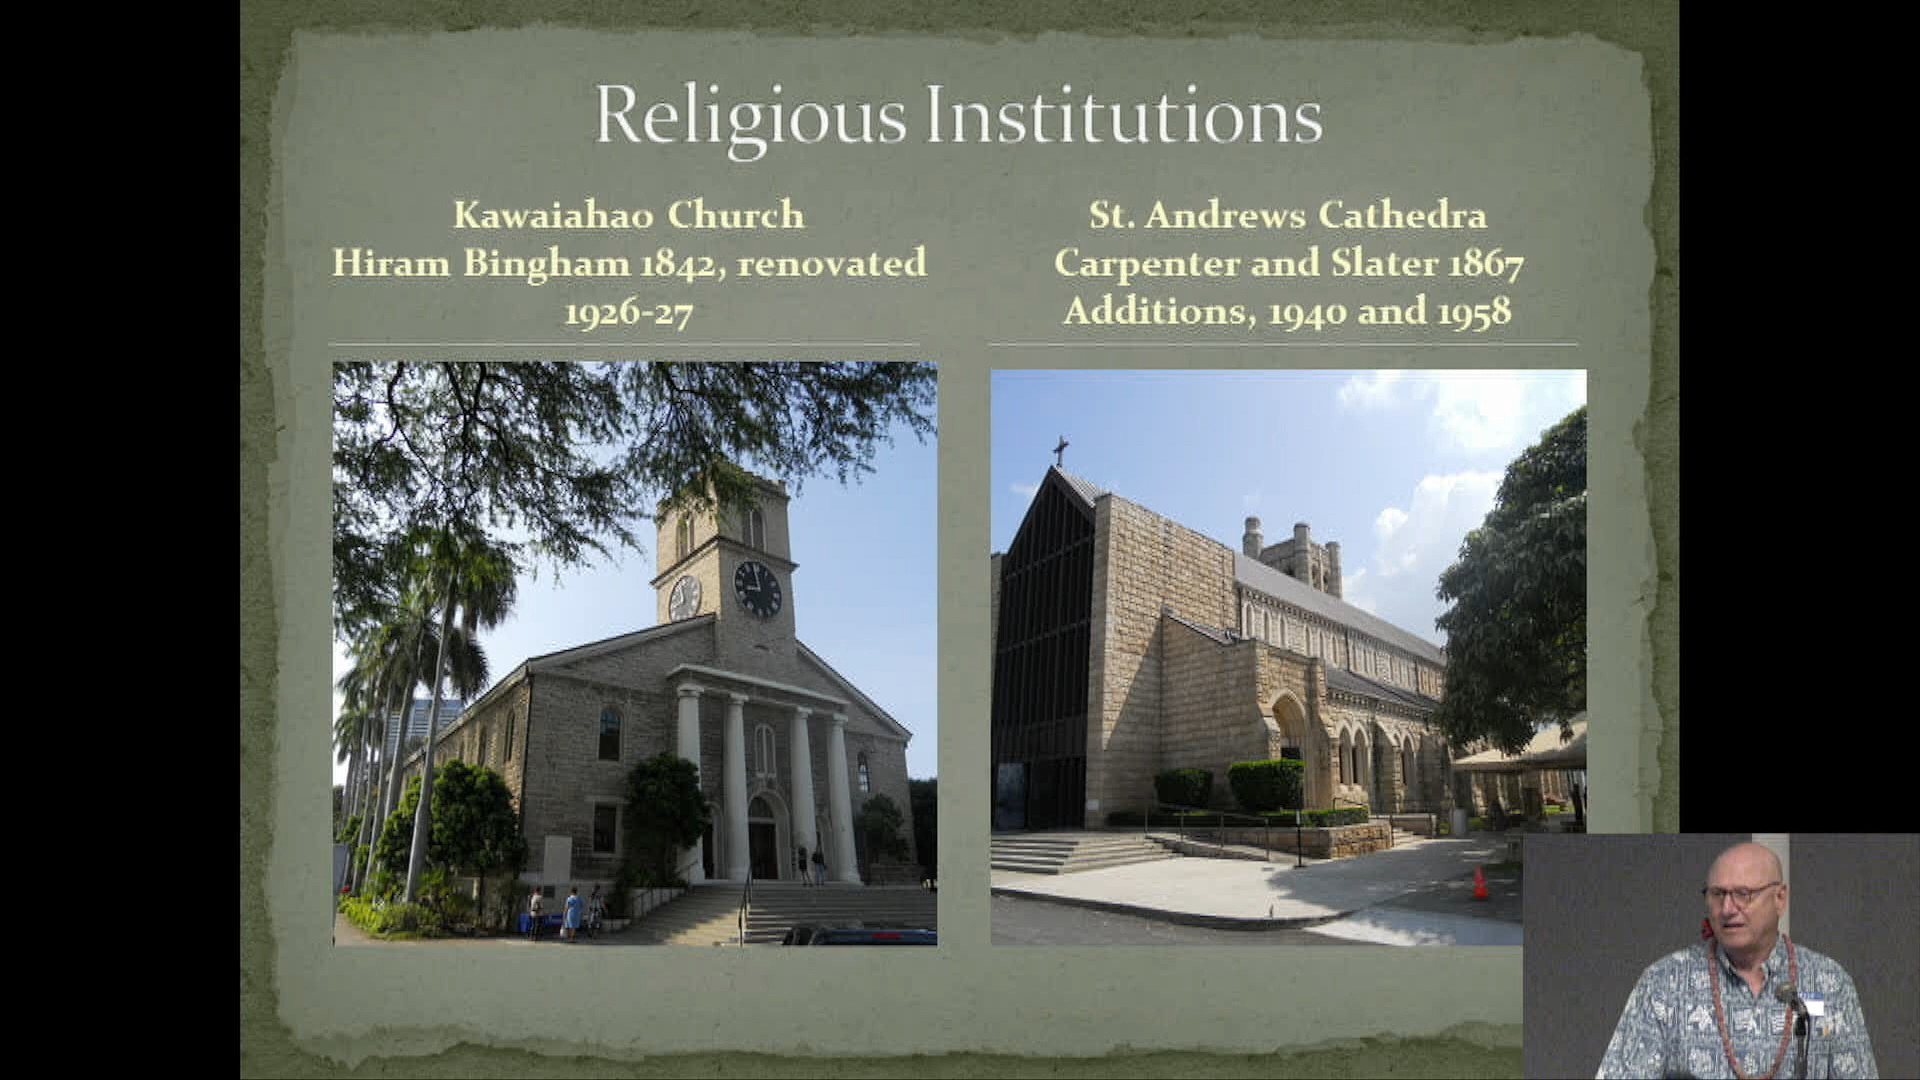 Religious Institutions
Kawaiahao Church
Hiram Bingham 1842, renovated
1926-27
St. Andrews Cathedra
Carpenter and Slater 1867
Additions, 1940 and 1958